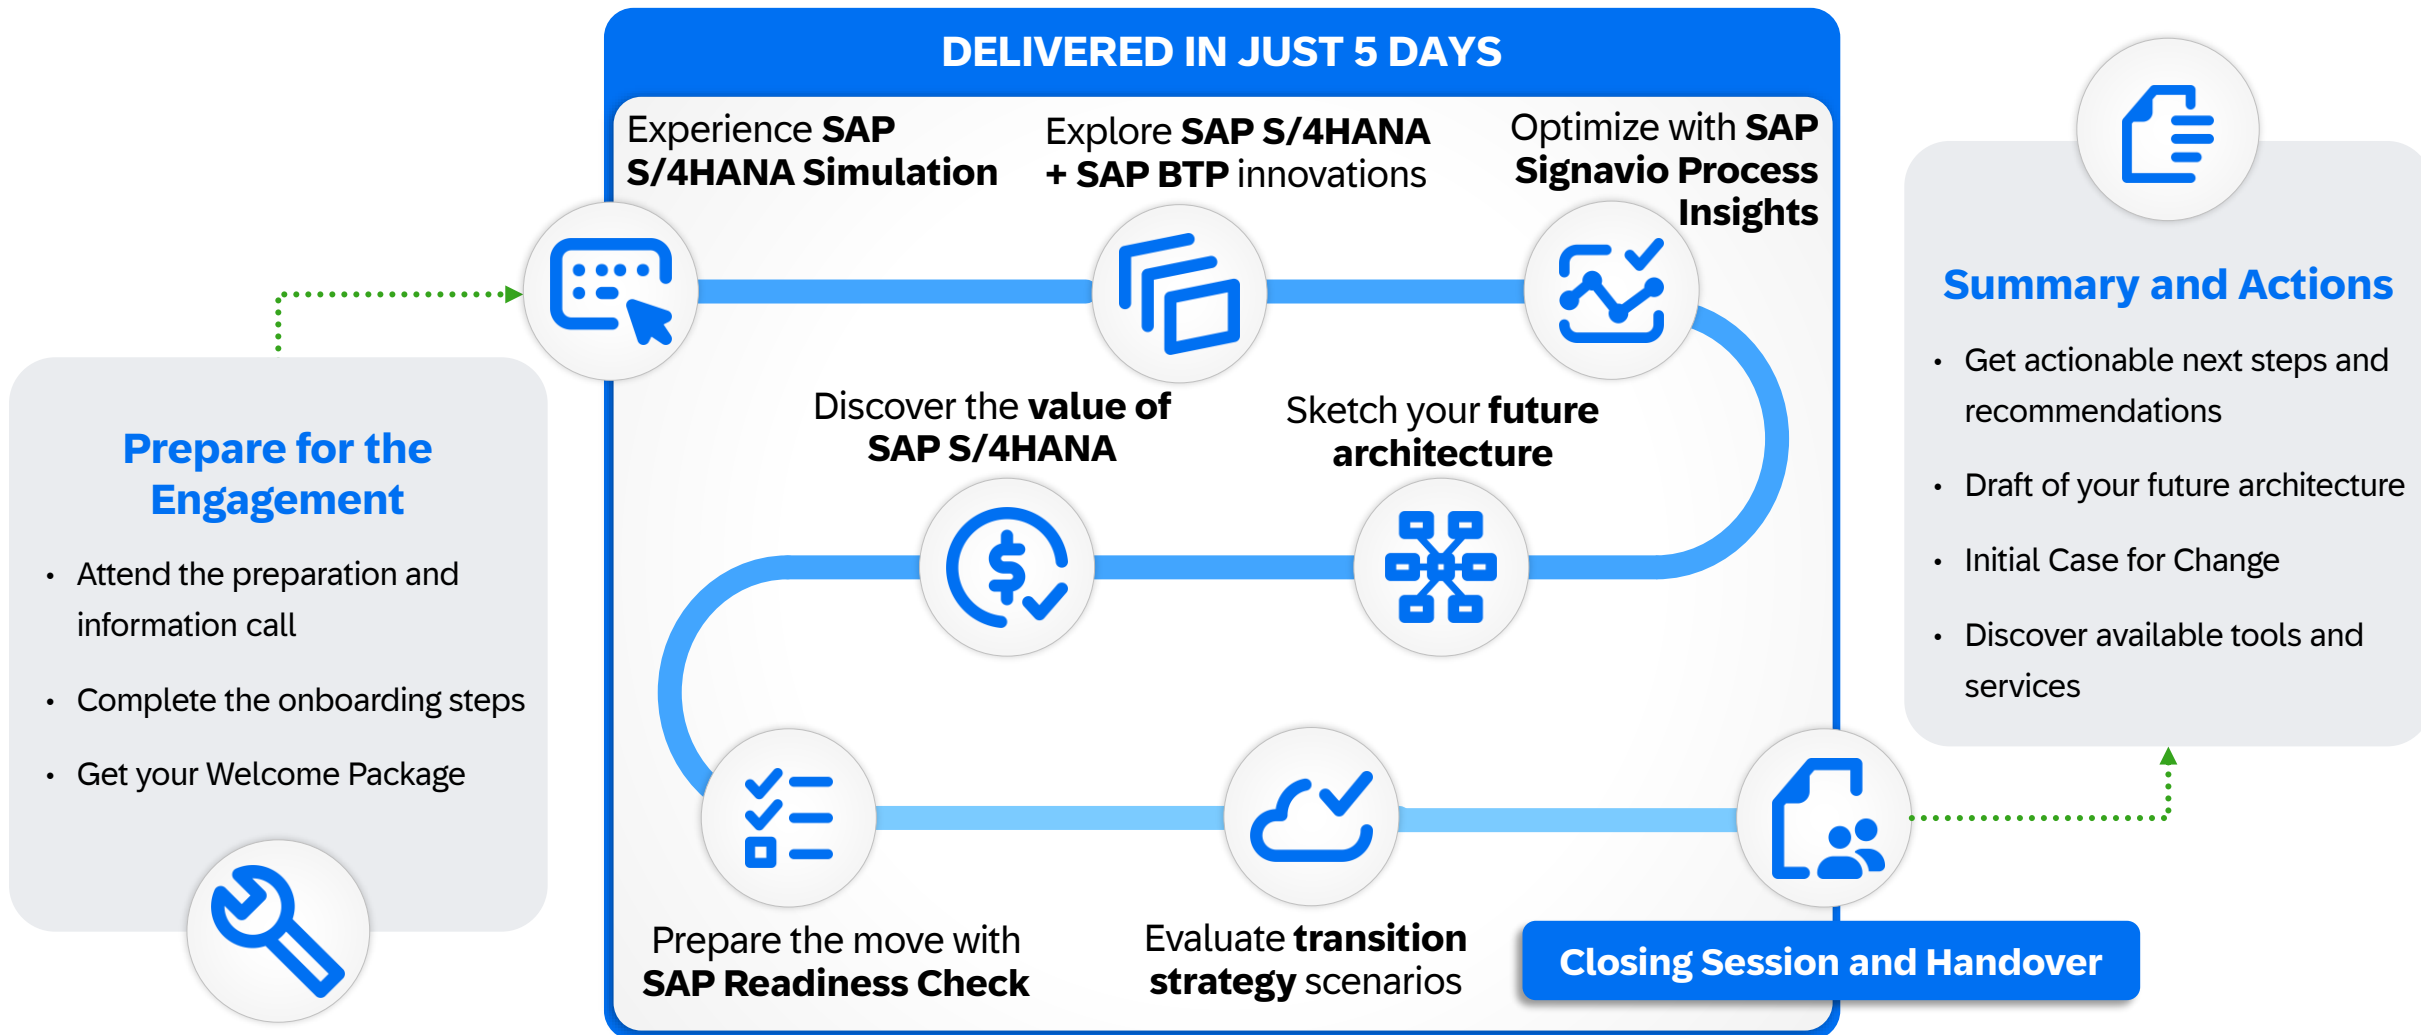 DELIVERED IN JUST 5 DAYS
Prepare for the
Engagement
• Attend the preparation and
information call
• Complete the onboarding steps
• Get your Welcome Package
Experience SAP
S/4HANA Simulation
Explore SAP S/4HANA
+ SAP BTP innovations
Optimize with SAP
Signavio Process
Insights
Sketch your future
architecture
Discover the value of
SAP S/4HANA
Prepare the move with
SAP Readiness Check
Evaluate transition
strategy scenarios
Closing Session and Handover
Summary and Actions
• Get actionable next steps and
recommendations
• Draft of your future architecture
• Initial Case for Change
• Discover available tools and
services